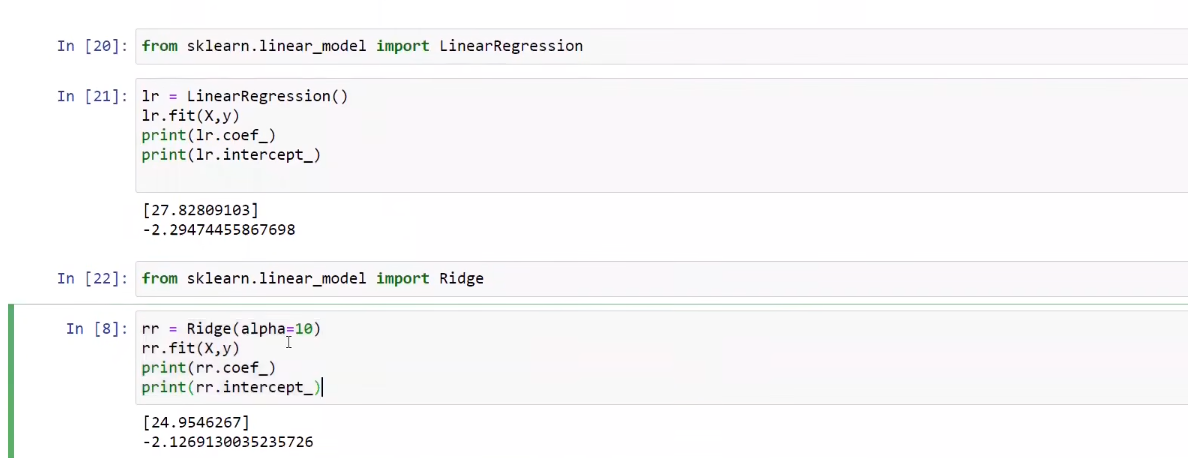 In [20]: from sklearn.linear_model import LinearRegression
In [21]: lr = LinearRegression()
lr.fit(X,y)
print(lr.coef_)
print(lr.intercept_)
[27.82809103]
-2.29474455867698
In [22]: from sklearn.linear_model import Ridge
In [8]: rr = Ridge(alpha=10)
rr.fit(X,y)
print(rr.coef_)
print(rr.intercept_)
[24.9546267]
-2.1269130035235726